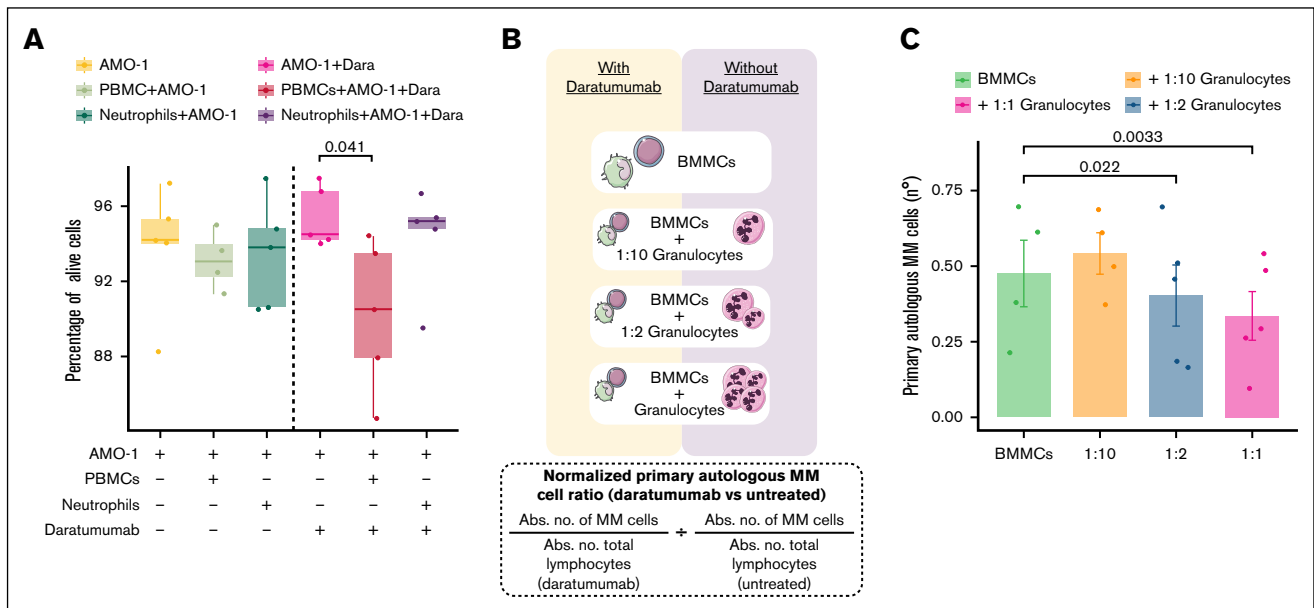 A
AMO-1
PBMC+AMO-1
Neutrophils+AMO-1
AMO-1+Dara
PBMCs+AMO-1+Dara
Neutrophils+AMO-1+Dara
0.041
Percentage of alive cells
96
92
88
AMO-1 + + + + + +
PBMCs – + – – + –
Neutrophils – – + – – +
Daratumumab – – – + + +
B
With
Daratumumab
Without
Daratumumab
BMMCs
BMMCs
+
1:10 Granulocytes
BMMCs
+
1:2 Granulocytes
BMMCs
+
Granulocytes
Normalized primary autologous MM
cell ratio (daratumumab vs untreated)
Abs. no. of MM cells
Abs. no. total
lymphocytes
(daratumumab)
÷
Abs. no. of MM cells
Abs. no. total
lymphocytes
(untreated)
C
BMMCs
+ 1:1 Granulocytes
+ 1:10 Granulocytes
+ 1:2 Granulocytes
0.0033
0.022
Primary autologous MM cells (n°)
0.75
0.50
0.25
0.00
BMMCs 1:10 1:2 1:1